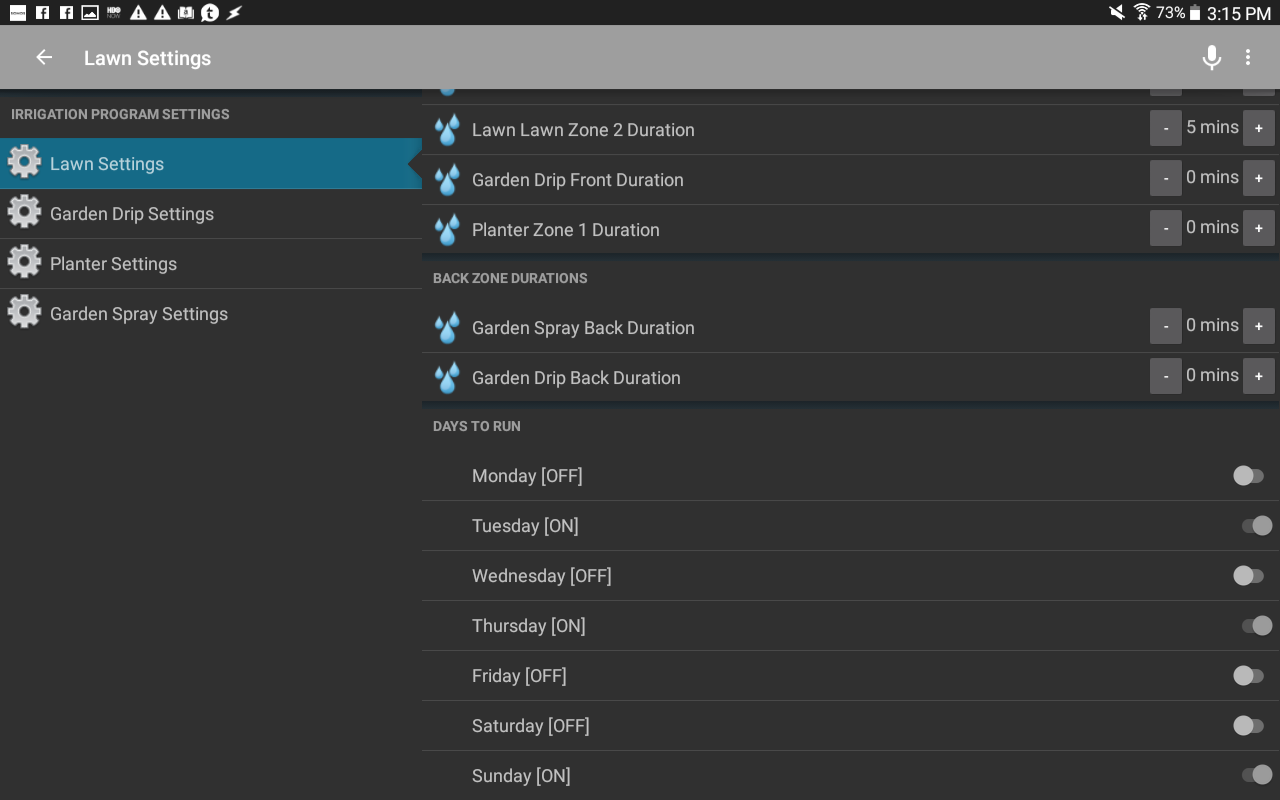 HBO
NOW
73% 3:15 PM
Lawn Settings
IRRIGATION PROGRAM SETTINGS
Lawn Settings
Garden Drip Settings
Planter Settings
Garden Spray Settings
Lawn Lawn Zone 2 Duration - 5 mins +
Garden Drip Front Duration - 0 mins +
Planter Zone 1 Duration - 0 mins +
BACK ZONE DURATIONS
Garden Spray Back Duration - 0 mins +
Garden Drip Back Duration - 0 mins +
DAYS TO RUN
Monday [OFF]
Tuesday [ON]
Wednesday [OFF]
Thursday [ON]
Friday [OFF]
Saturday [OFF]
Sunday [ON]